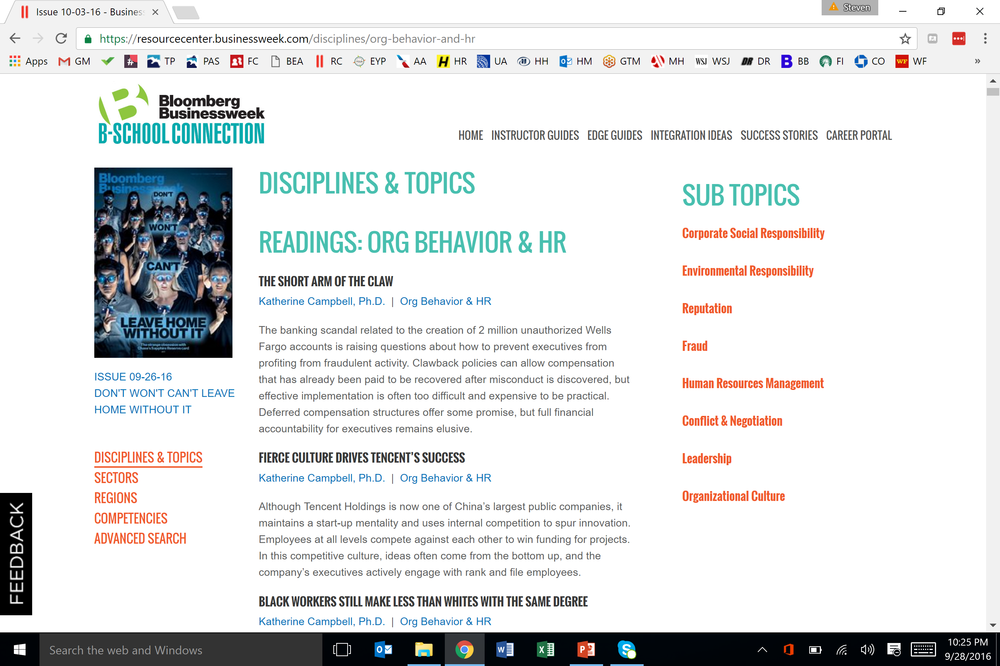 Issue 10-03-16 - Business
Steven
https://resourcecenter.businessweek.com/disciplines/org-behavior-and-hr
Apps GM # TP PAS FC BEA RC YOUR EYP AA H HR UA H HH HM GTM MH WSJ WSJ DR DR B BB FI CO WF WF »
Bloomberg
Businessweek
B-SCHOOL CONNECTION
HOME INSTRUCTOR GUIDES EDGE GUIDES INTEGRATION IDEAS SUCCESS STORIES CAREER PORTAL
Bloomberg
Businessweek
DON'T
WON'T
CAN'T
LEAVE HOME
WITHOUT IT
The strange obsession with
Chase's Sapphire Reserve card
ISSUE 09-26-16
DON'T WON'T CAN'T LEAVE
HOME WITHOUT IT
DISCIPLINES & TOPICS
SECTORS
REGIONS
COMPETENCIES
ADVANCED SEARCH
FEEDBACK
DISCIPLINES & TOPICS
READINGS: ORG BEHAVIOR & HR
THE SHORT ARM OF THE CLAW
Katherine Campbell, Ph.D. | Org Behavior & HR
The banking scandal related to the creation of 2 million unauthorized Wells
Fargo accounts is raising questions about how to prevent executives from
profiting from fraudulent activity. Clawback policies can allow compensation
that has already been paid to be recovered after misconduct is discovered, but
effective implementation is often too difficult and expensive to be practical.
Deferred compensation structures offer some promise, but full financial
accountability for executives remains elusive.
FIERCE CULTURE DRIVES TENCENT’S SUCCESS
Katherine Campbell, Ph.D. | Org Behavior & HR
Although Tencent Holdings is now one of China’s largest public companies, it
maintains a start-up mentality and uses internal competition to spur innovation.
Employees at all levels compete against each other to win funding for projects.
In this competitive culture, ideas often come from the bottom up, and the
company’s executives actively engage with rank and file employees.
BLACK WORKERS STILL MAKE LESS THAN WHITES WITH THE SAME DEGREE
Katherine Campbell, Ph.D. | Org Behavior & HR
SUB TOPICS
Corporate Social Responsibility
Environmental Responsibility
Reputation
Fraud
Human Resources Management
Conflict & Negotiation
Leadership
Organizational Culture
Search the web and Windows
10:25 PM
9/28/2016